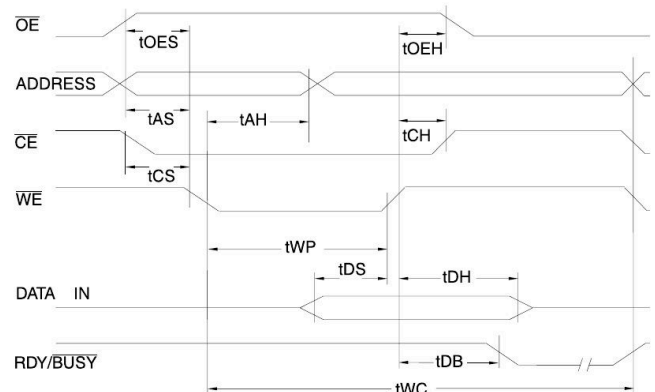 OE
tOES
tOEH
ADDRESS
tAS
tAH
tCH
CE
tCS
WE
tWP
tDS
tDH
DATA IN
tDB
RDY/BUSY
tWC